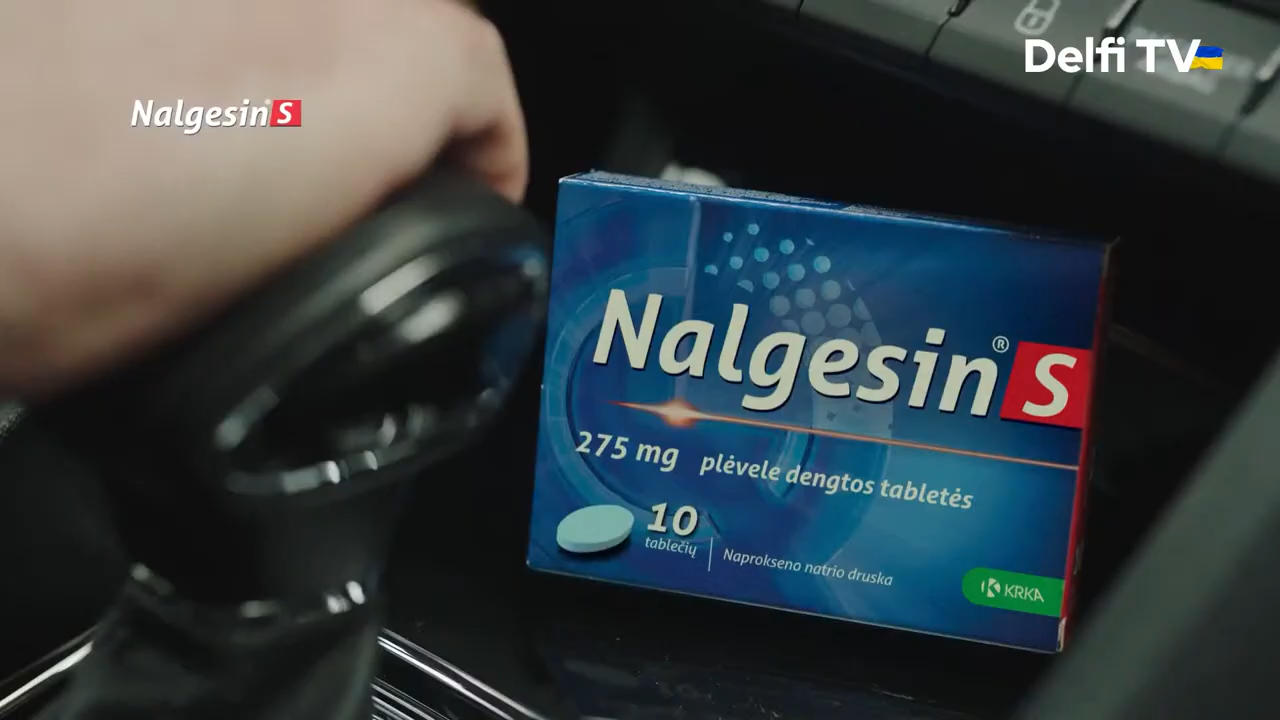 Delfi TV
Nalgesin S
Nalgesin® S
275 mg plėvele dengtos tabletės
10
tablečių
Naprokseno natrio druska
KRKA